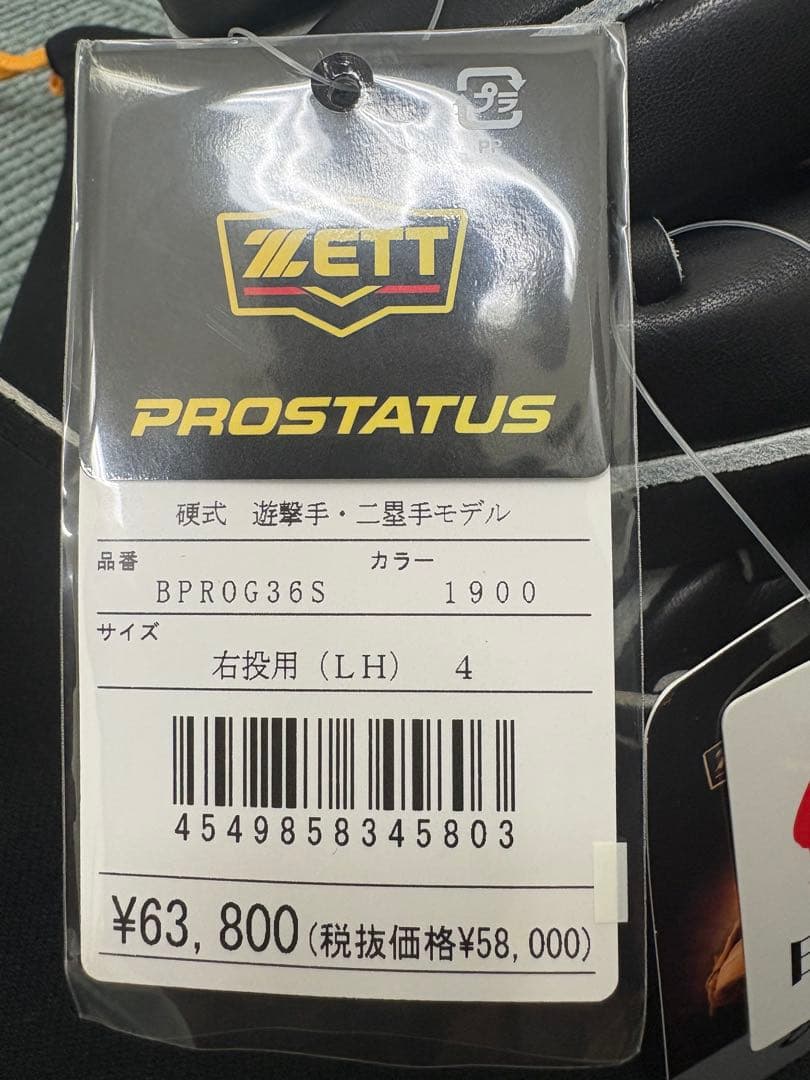 プラ
PP
ZETT
PROSTATUS
硬式 遊撃手・二塁手モデル
品番 カラー
BPROG36S 1900
サイズ
右投用(LH) 4
4549858345803
¥63,800(税抜価格¥58,000)